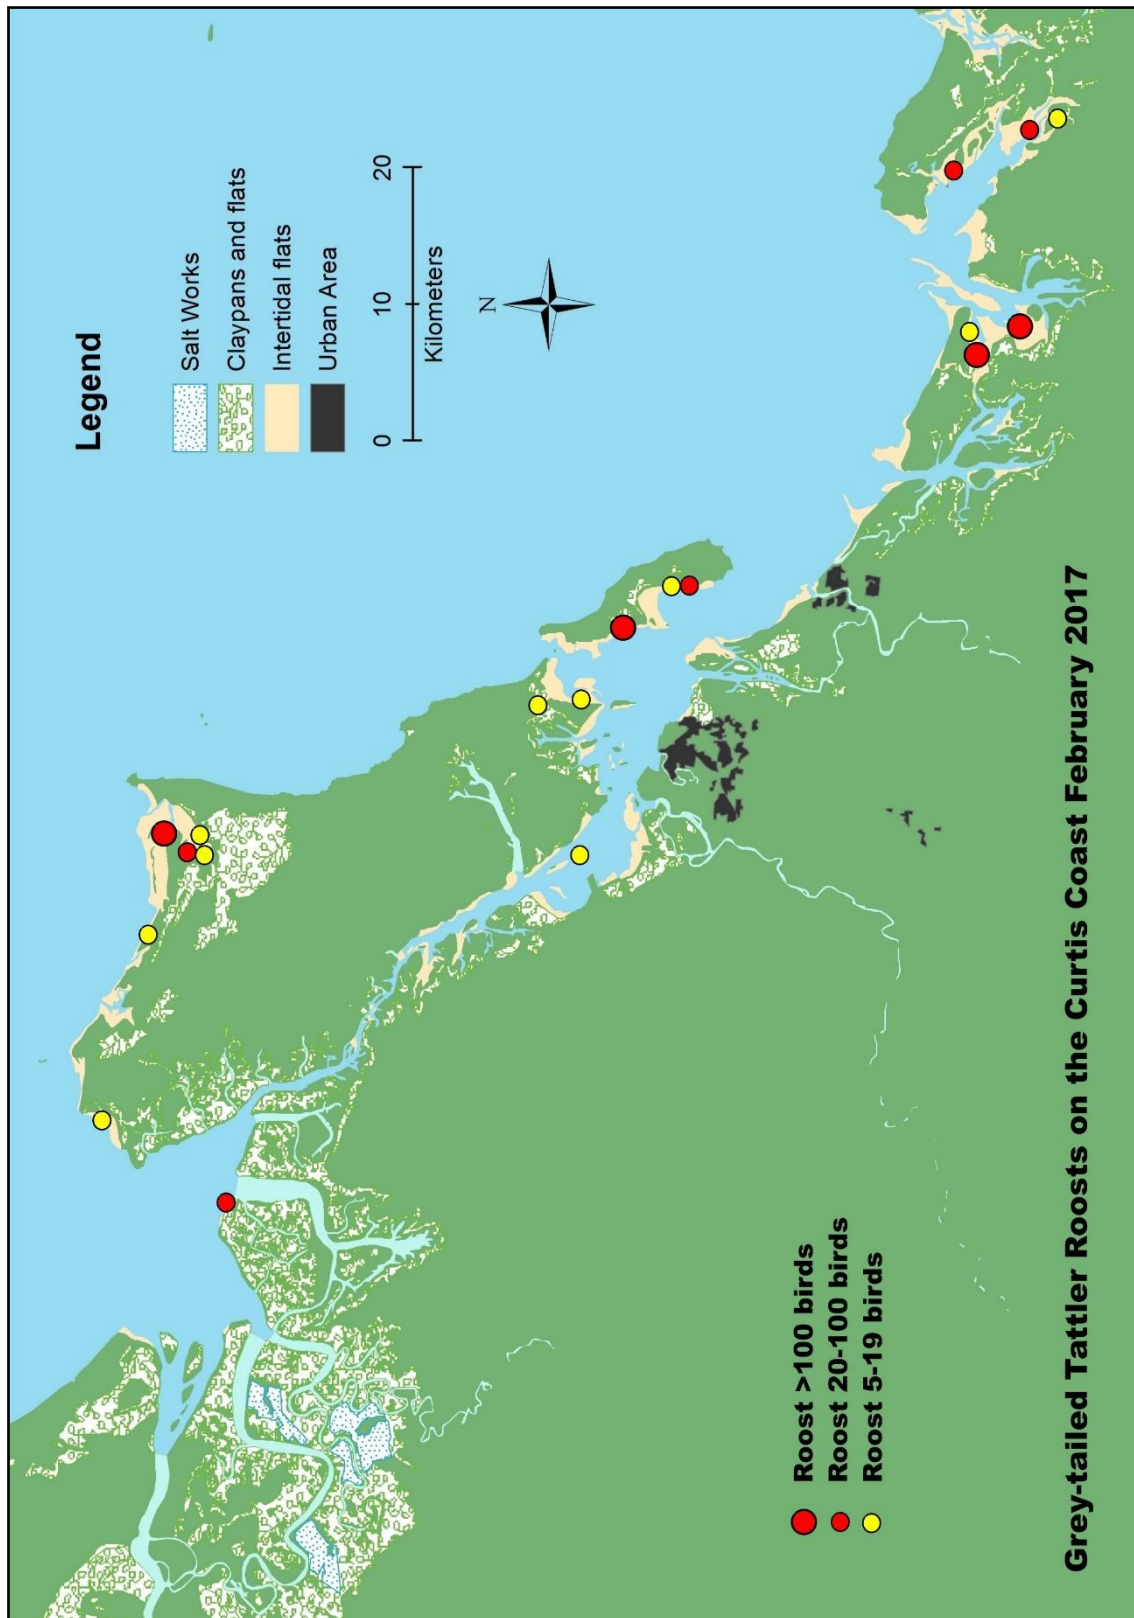 Legend
Salt Works
Claypans and flats
Intertidal flats
Urban Area
0 10 20
Kilometers
N
Roost >100 birds
Roost 20-100 birds
Roost 5-19 birds
Grey-tailed Tattler Roosts on the Curtis Coast February 2017